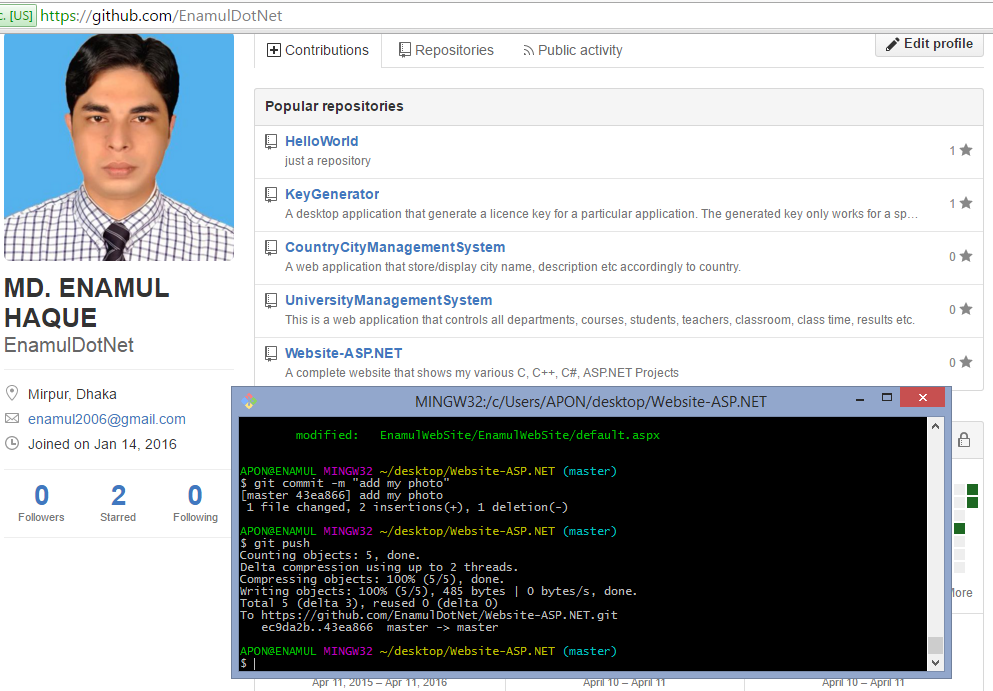 c. [US] https://github.com/EnamulDotNet
Contributions Repositories Public activity Edit profile
MD. ENAMUL
HAQUE
EnamulDotNet
Mirpur, Dhaka
enamul2006@gmail.com
Joined on Jan 14, 2016
0 2 0
Followers Starred Following
Popular repositories
HelloWorld
just a repository
1
KeyGenerator
A desktop application that generate a licence key for a particular application. The generated key only works for a sp…
1
CountryCityManagementSystem
A web application that store/display city name, description etc accordingly to country.
0
UniversityManagementSystem
This is a web application that controls all departments, courses, students, teachers, classroom, class time, results etc.
0
Website-ASP.NET
A complete website that shows my various C, C++, C#, ASP.NET Projects
0
MINGW32:/c/Users/APON/desktop/Website-ASP.NET
modified: EnamulWebSite/EnamulWebSite/default.aspx
APON@ENAMUL MINGW32 ~/desktop/Website-ASP.NET (master)
$ git commit -m "add my photo"
[master 43ea866] add my photo
1 file changed, 2 insertions(+), 1 deletion(-)
APON@ENAMUL MINGW32 ~/desktop/Website-ASP.NET (master)
$ git push
Counting objects: 5, done.
Delta compression using up to 2 threads.
Compressing objects: 100% (5/5), done.
Writing objects: 100% (5/5), 485 bytes | 0 bytes/s, done.
Total 5 (delta 3), reused 0 (delta 0)
To https://github.com/EnamulDotNet/Website-ASP.NET.git
ec9da2b..43ea866 master -> master
APON@ENAMUL MINGW32 ~/desktop/Website-ASP.NET (master)
$
ore
Apr 11, 2015 – Apr 11, 2016 April 10 – April 11 April 10 – April 11